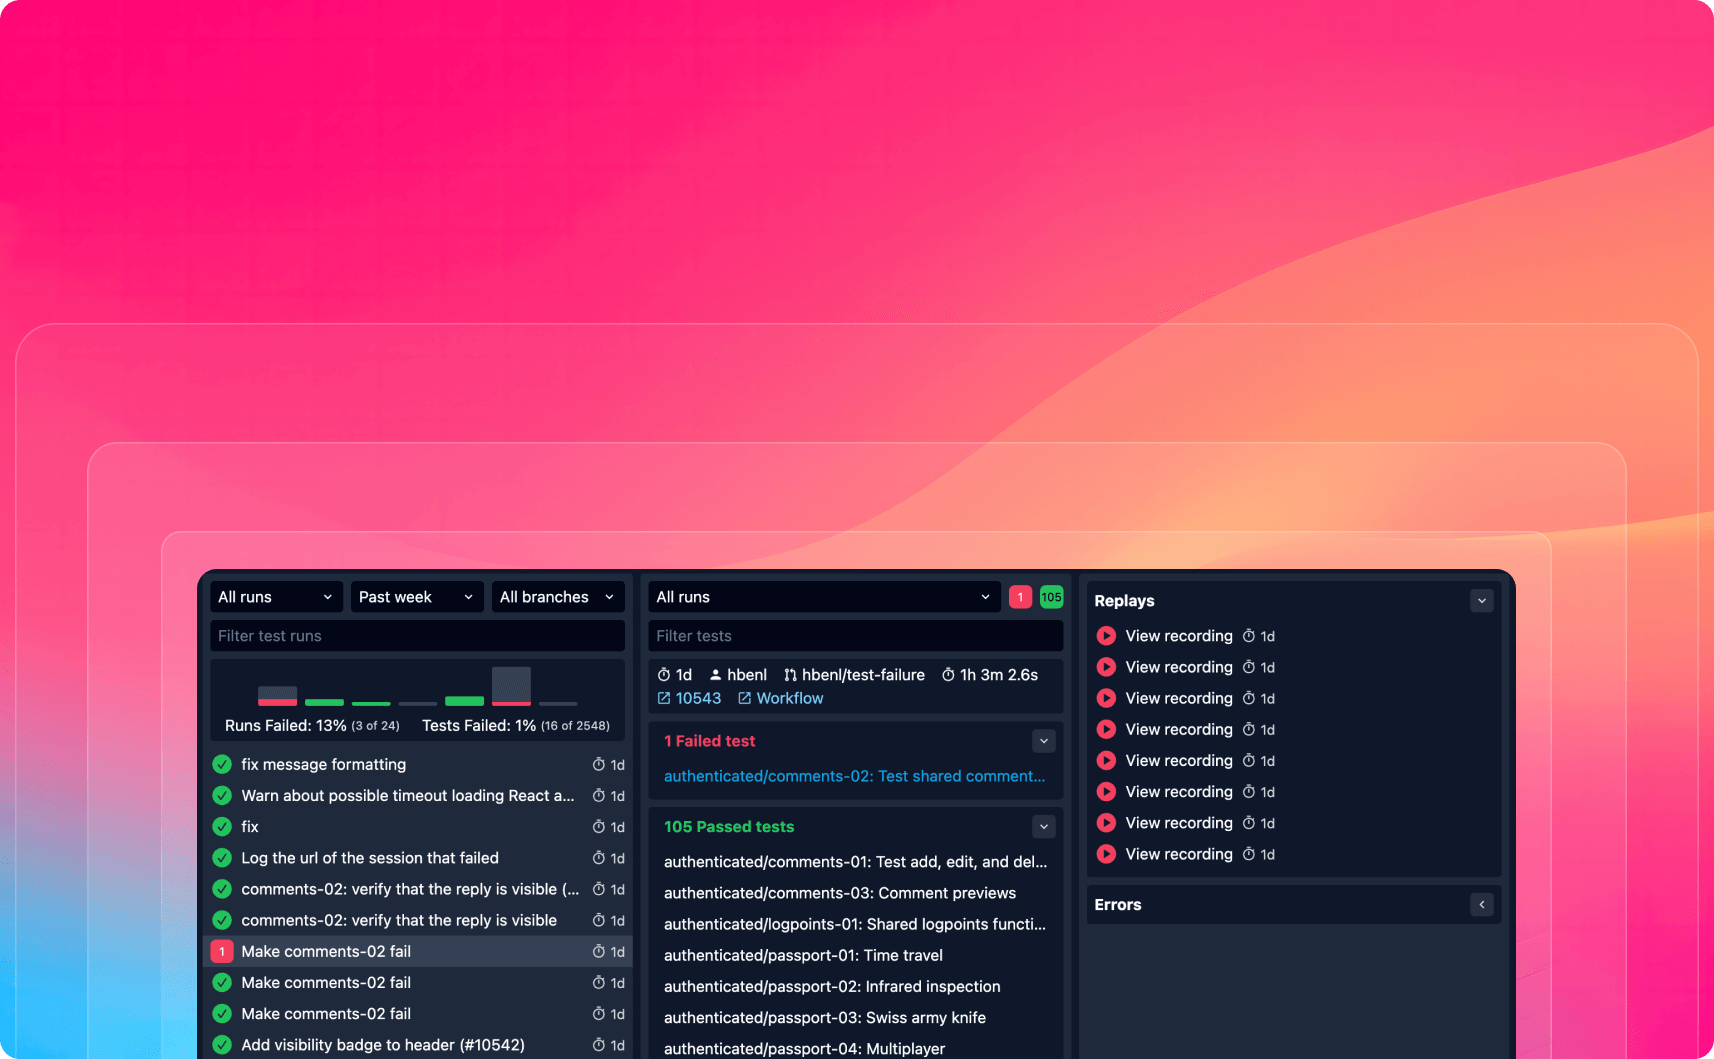 All runs
Past week
All branches
Filter test runs
Runs Failed: 13% (3 of 24)
Tests Failed: 1% (16 of 2548)
fix message formatting 1d
Warn about possible timeout loading React a... 1d
fix 1d
Log the url of the session that failed 1d
comments-02: verify that the reply is visible (... 1d
comments-02: verify that the reply is visible 1d
1 Make comments-02 fail 1d
Make comments-02 fail 1d
Make comments-02 fail 1d
Add visibility badge to header (#10542) 1d
All runs
1
105
Filter tests
1d hbenl hbenl/test-failure 1h 3m 2.6s
10543 Workflow
1 Failed test
authenticated/comments-02: Test shared comment...
105 Passed tests
authenticated/comments-01: Test add, edit, and del...
authenticated/comments-03: Comment previews
authenticated/logpoints-01: Shared logpoints functi...
authenticated/passport-01: Time travel
authenticated/passport-02: Infrared inspection
authenticated/passport-03: Swiss army knife
authenticated/passport-04: Multiplayer
Replays
View recording 1d
View recording 1d
View recording 1d
View recording 1d
View recording 1d
View recording 1d
View recording 1d
View recording 1d
Errors